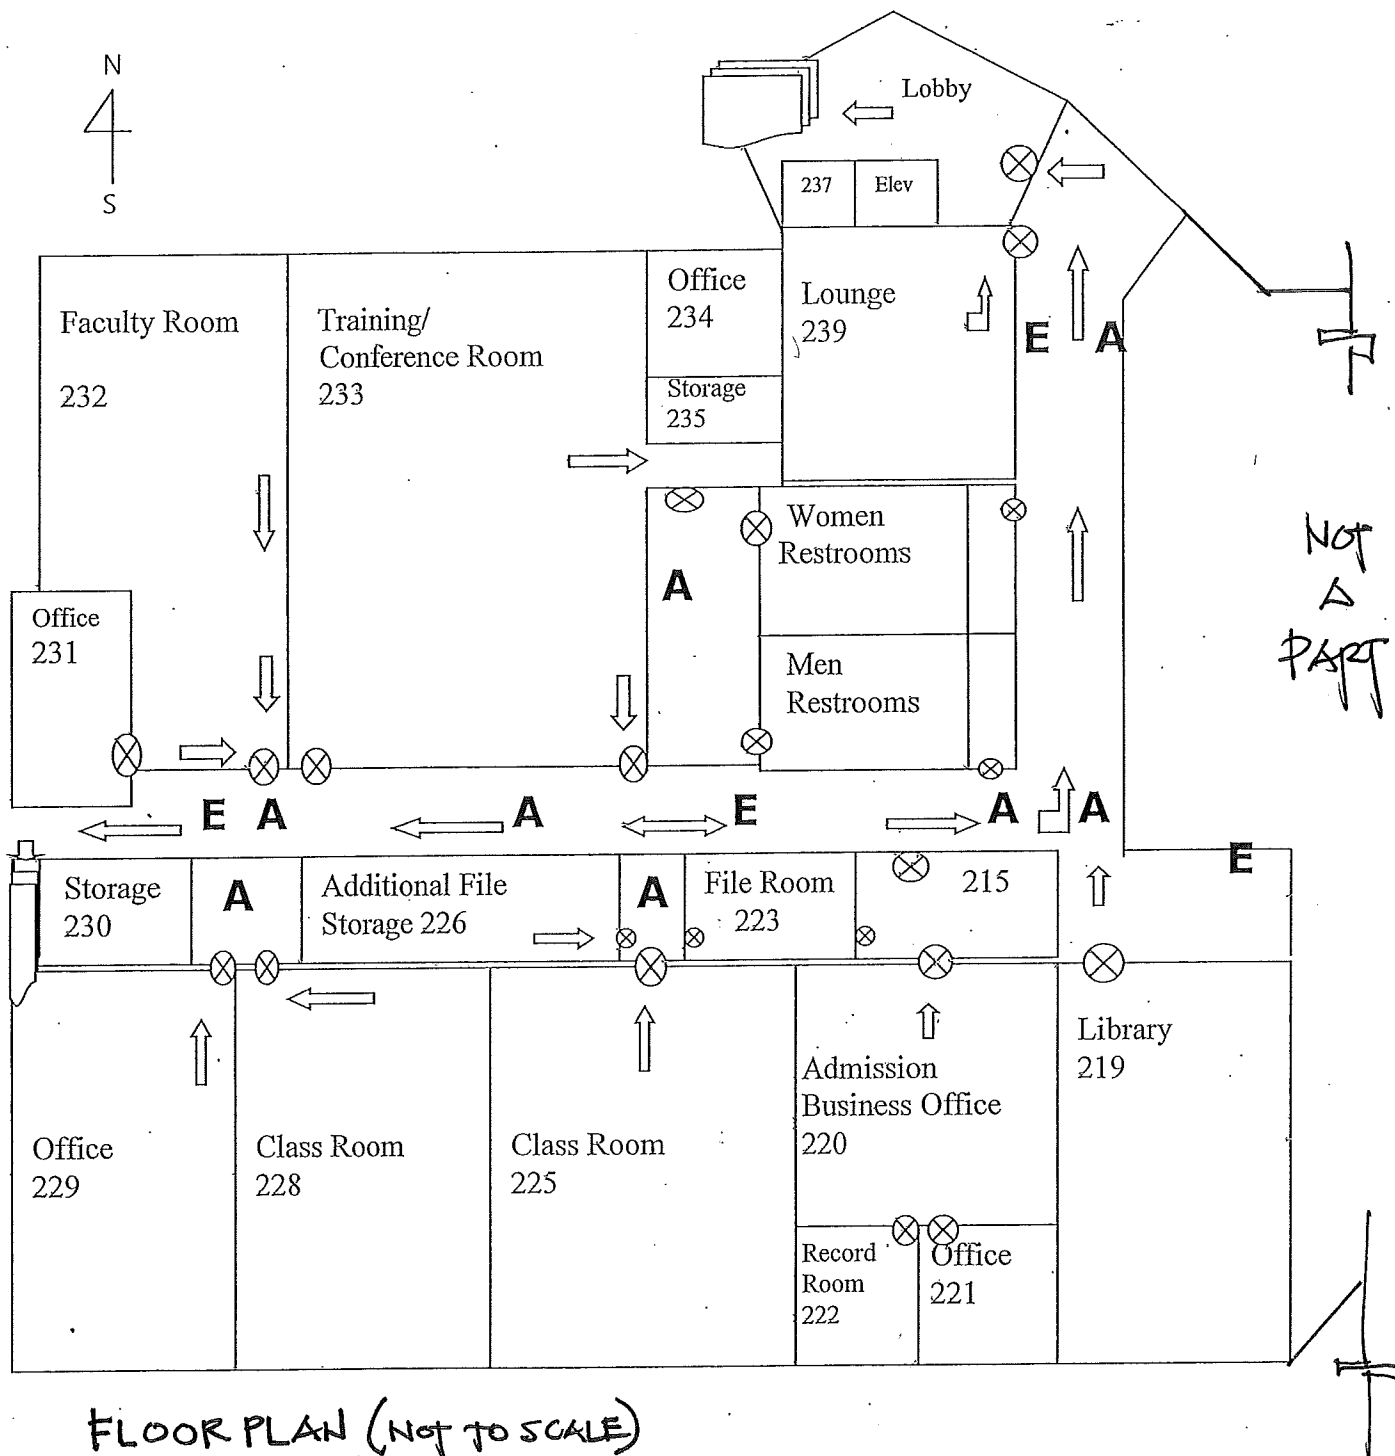 N
S
Lobby
237
Elev
Faculty Room
232
Training/
Conference Room
233
Office
234
Storage
235
Lounge
239
E
A
Women
Restrooms
A
Men
Restrooms
Office
231
NOT
A
PART
E
A
A
E
A
A
E
Storage
230
A
Additional File
Storage 226
A
File Room
223
215
Office
229
Class Room
228
Class Room
225
Admission
Business Office
220
Library
219
Record
Room
222
Office
221
FLOOR PLAN (NOT TO SCALE)